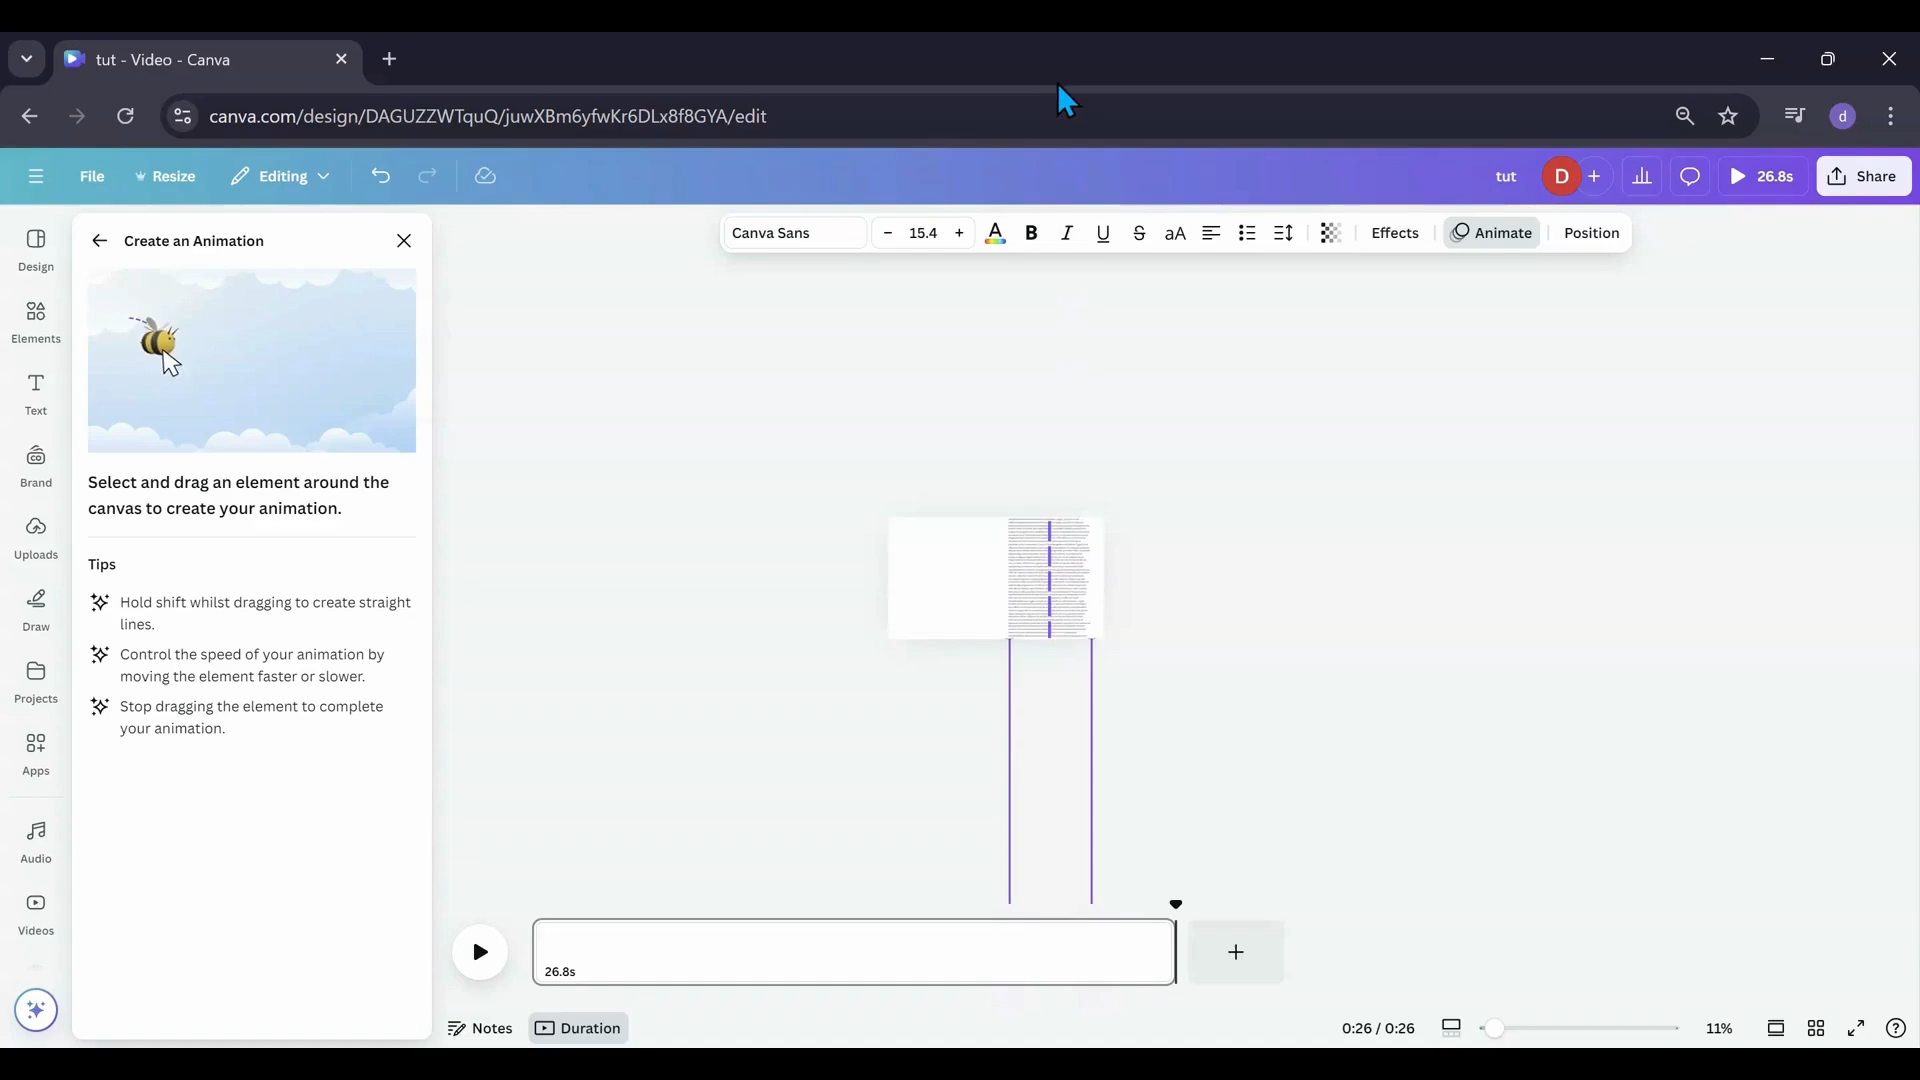 tut - Video - Canva
canva.com/design/DAGUZZWTquQ/juwXBm6yfwKr6DLx8f8GYA/edit
d
File
Resize
Editing
tut
D
26.8s
Share
Design
Elements
Text
Brand
Uploads
Draw
Projects
Apps
Audio
Videos
Create an Animation
Select and drag an element around the
canvas to create your animation.
Tips
Hold shift whilst dragging to create straight
lines.
Control the speed of your animation by
moving the element faster or slower.
Stop dragging the element to complete
your animation.
Canva Sans
15.4
A
B
I
U
S
aA
Effects
Animate
Position
26.8s
Notes
Duration
0:26 / 0:26
11%